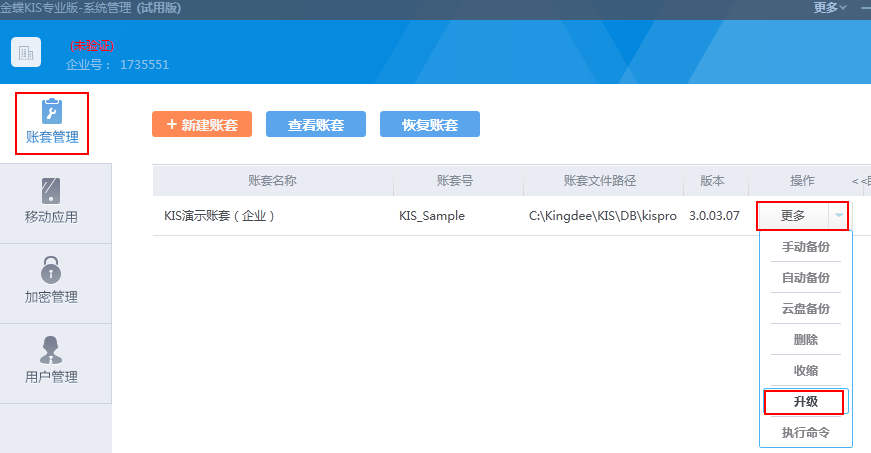 金蝶KIS专业版-系统管理 (试用版)
更多
(未验证)
企业号： 1735551
账套管理
移动应用
加密管理
用户管理
+ 新建账套
查看账套
恢复账套
账套名称 账套号 账套文件路径 版本 操作 <<
KIS演示账套（企业） KIS_Sample C:\Kingdee\KIS\DB\kispro 3.0.03.07 更多
手动备份
自动备份
云盘备份
删除
收缩
升级
执行命令